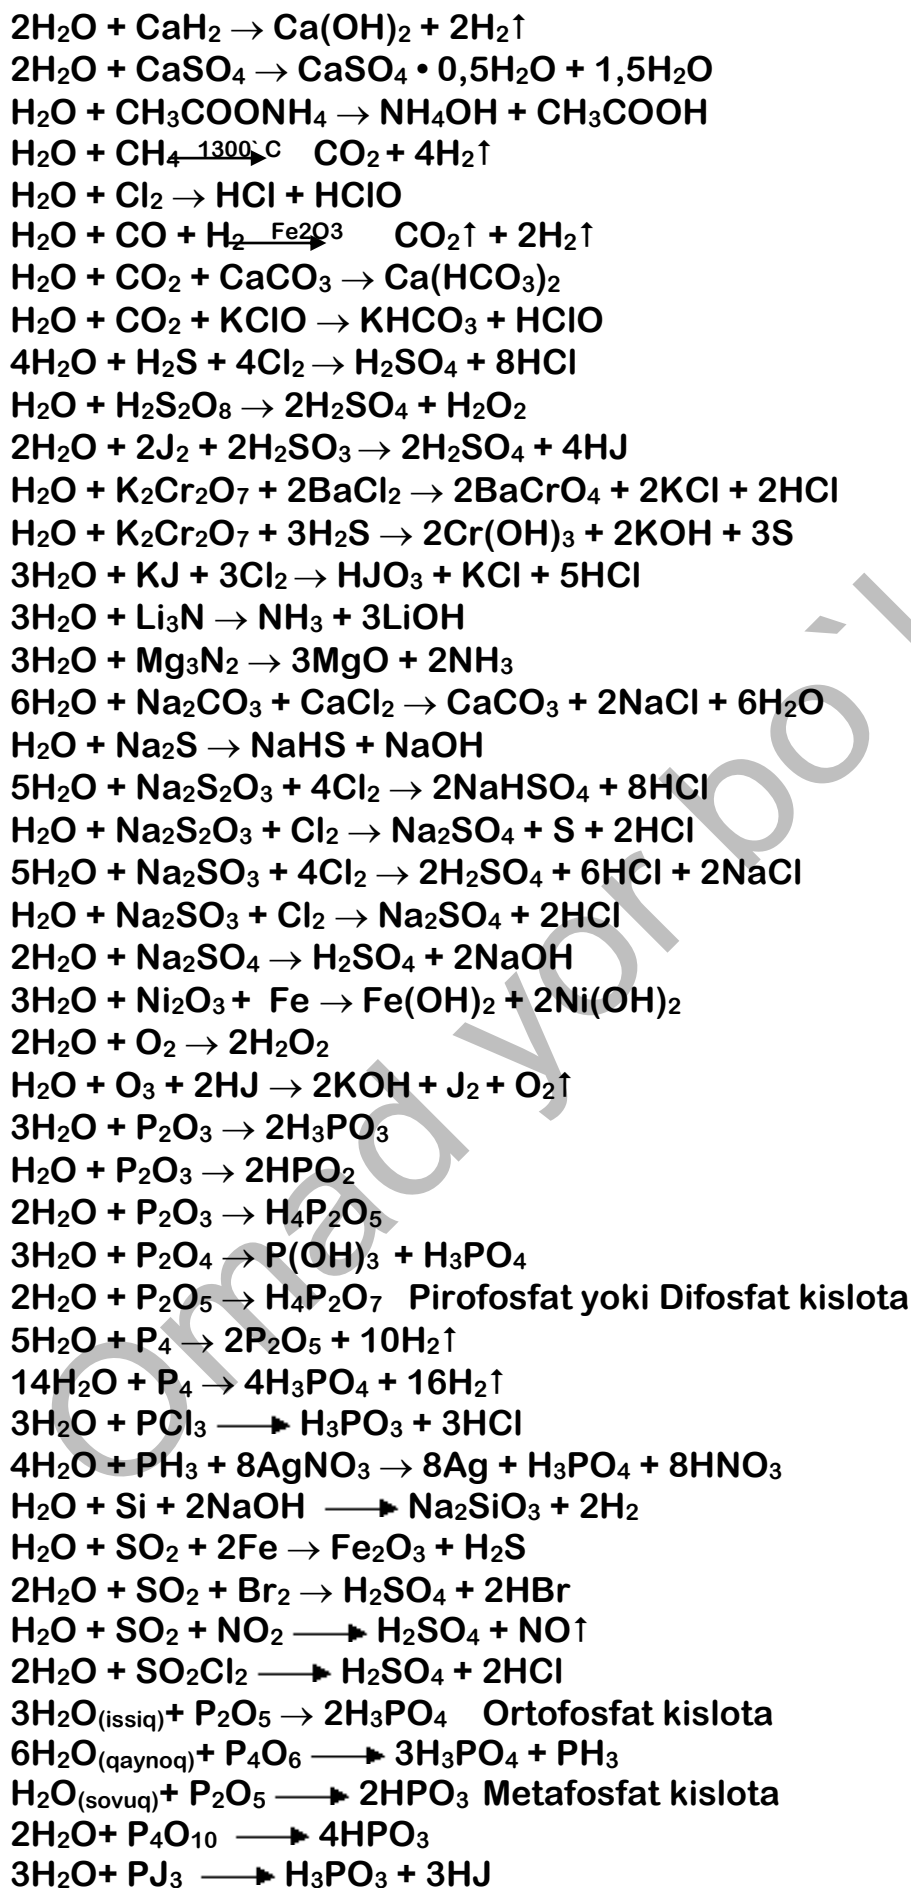 2H₂O + CaH₂ → Ca(OH)₂ + 2H₂↑
2H₂O + CaSO₄ → CaSO₄ • 0,5H₂O + 1,5H₂O
H₂O + CH₃COONH₄ → NH₄OH + CH₃COOH
H₂O + CH₄ 1300`C → CO₂ + 4H₂↑
H₂O + Cl₂ → HCl + HClO
H₂O + CO + H₂ Fe2O3 → CO₂↑ + 2H₂↑
H₂O + CO₂ + CaCO₃ → Ca(HCO₃)₂
H₂O + CO₂ + KClO → KHCO₃ + HClO
4H₂O + H₂S + 4Cl₂ → H₂SO₄ + 8HCl
H₂O + H₂S₂O₈ → 2H₂SO₄ + H₂O₂
2H₂O + 2J₂ + 2H₂SO₃ → 2H₂SO₄ + 4HJ
H₂O + K₂Cr₂O₇ + 2BaCl₂ → 2BaCrO₄ + 2KCl + 2HCl
H₂O + K₂Cr₂O₇ + 3H₂S → 2Cr(OH)₃ + 2KOH + 3S
3H₂O + KJ + 3Cl₂ → HJO₃ + KCl + 5HCl
3H₂O + Li₃N → NH₃ + 3LiOH
3H₂O + Mg₃N₂ → 3MgO + 2NH₃
6H₂O + Na₂CO₃ + CaCl₂ → CaCO₃ + 2NaCl + 6H₂O
H₂O + Na₂S → NaHS + NaOH
5H₂O + Na₂S₂O₃ + 4Cl₂ → 2NaHSO₄ + 8HCl
H₂O + Na₂S₂O₃ + Cl₂ → Na₂SO₄ + S + 2HCl
5H₂O + Na₂SO₃ + 4Cl₂ → 2H₂SO₄ + 6HCl + 2NaCl
H₂O + Na₂SO₃ + Cl₂ → Na₂SO₄ + 2HCl
2H₂O + Na₂SO₄ → H₂SO₄ + 2NaOH
3H₂O + Ni₂O₃ + Fe → Fe(OH)₂ + 2Ni(OH)₂
2H₂O + O₂ → 2H₂O₂
H₂O + O₃ + 2HJ → 2KOH + J₂ + O₂↑
3H₂O + P₂O₃ → 2H₃PO₃
H₂O + P₂O₃ → 2HPO₂
2H₂O + P₂O₃ → H₄P₂O₅
3H₂O + P₂O₄ → P(OH)₃ + H₃PO₄
2H₂O + P₂O₅ → H₄P₂O₇ Pirofosfat yoki Difosfat kislota
5H₂O + P₄ → 2P₂O₅ + 10H₂↑
14H₂O + P₄ → 4H₃PO₄ + 16H₂↑
3H₂O + PCl₃ → H₃PO₃ + 3HCl
4H₂O + PH₃ + 8AgNO₃ → 8Ag + H₃PO₄ + 8HNO₃
H₂O + Si + 2NaOH → Na₂SiO₃ + 2H₂
H₂O + SO₂ + 2Fe → Fe₂O₃ + H₂S
2H₂O + SO₂ + Br₂ → H₂SO₄ + 2HBr
H₂O + SO₂ + NO₂ → H₂SO₄ + NO↑
2H₂O + SO₂Cl₂ → H₂SO₄ + 2HCl
3H₂O(issiq)+ P₂O₅ → 2H₃PO₄ Ortofosfat kislota
6H₂O(qaynoq)+ P₄O₆ → 3H₃PO₄ + PH₃
H₂O(sovuq)+ P₂O₅ → 2HPO₃ Metafosfat kislota
2H₂O+ P₄O₁₀ → 4HPO₃
3H₂O+ PJ₃ → H₃PO₃ + 3HJ
Omad yor bo`l